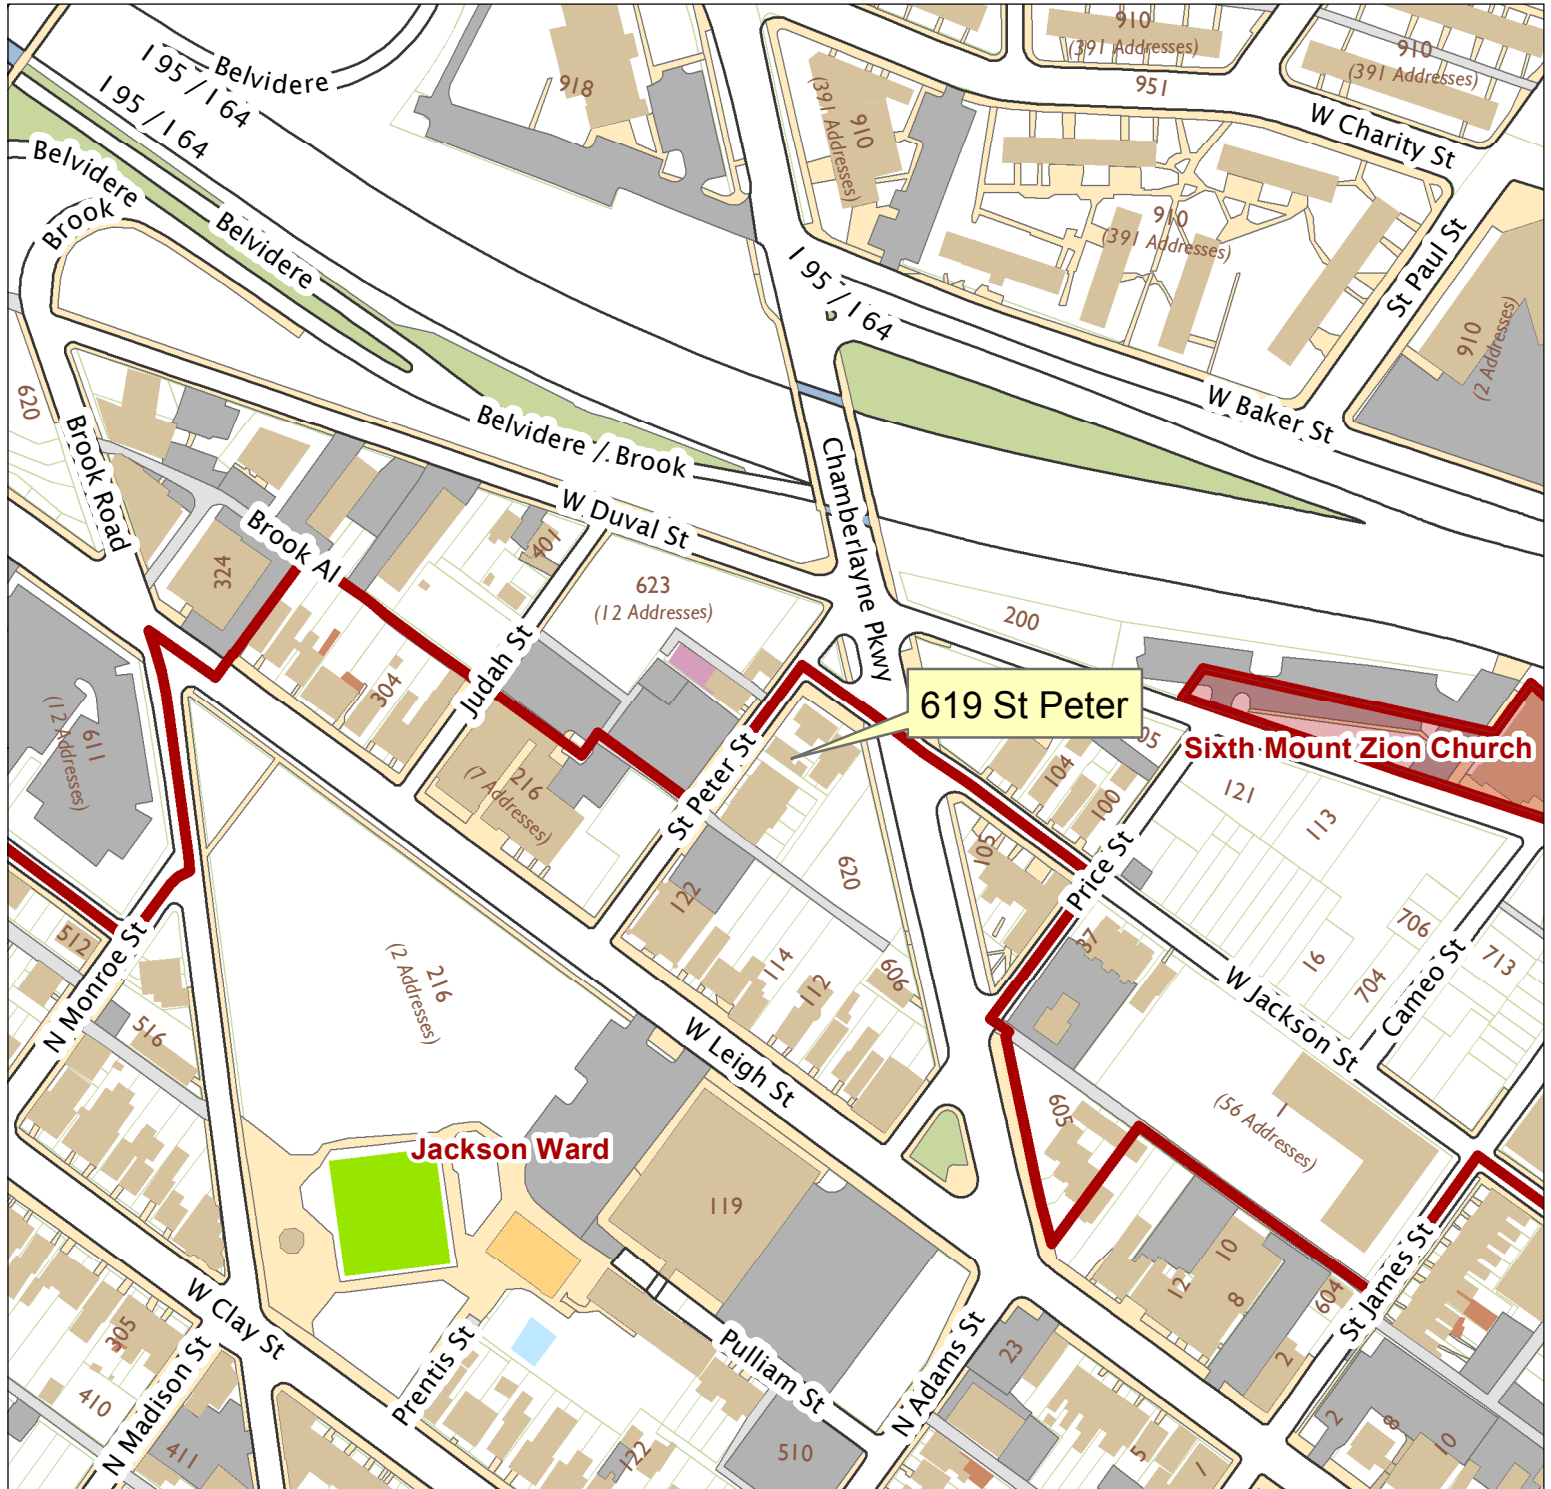 910
(391 Addresses)
910
(391 Addresses)
I 95 / I 64
Belvidere
918
951
I 95 / I 64
910
(391 Addresses)
W Charity St
Belvidere
Brook
Belvidere
910
(391 Addresses)
I 95 / I 64
St Paul St
910
(2 Addresses)
620
Brook Road
Belvidere / Brook
W Baker St
Chamberlayne Pkwy
W Duval St
Brook Al
401
324
623
(12 Addresses)
200
Judah St
304
619 St Peter
611
(12 Addresses)
05
Sixth Mount Zion Church
104
100
121
113
216
(7 Addresses)
St Peter St
105
Price St
620
122
706
512
37
713
N Monroe St
216
(2 Addresses)
114
112
606
16
704
W Jackson St
Cameo St
516
W Leigh St
605
1
(56 Addresses)
Jackson Ward
119
10
12
8
604
St James St
W Clay St
305
N Madison St
Prentis St
Pulliam St
N Adams St
23
2
410
411
122
510
5
1
2
8
10